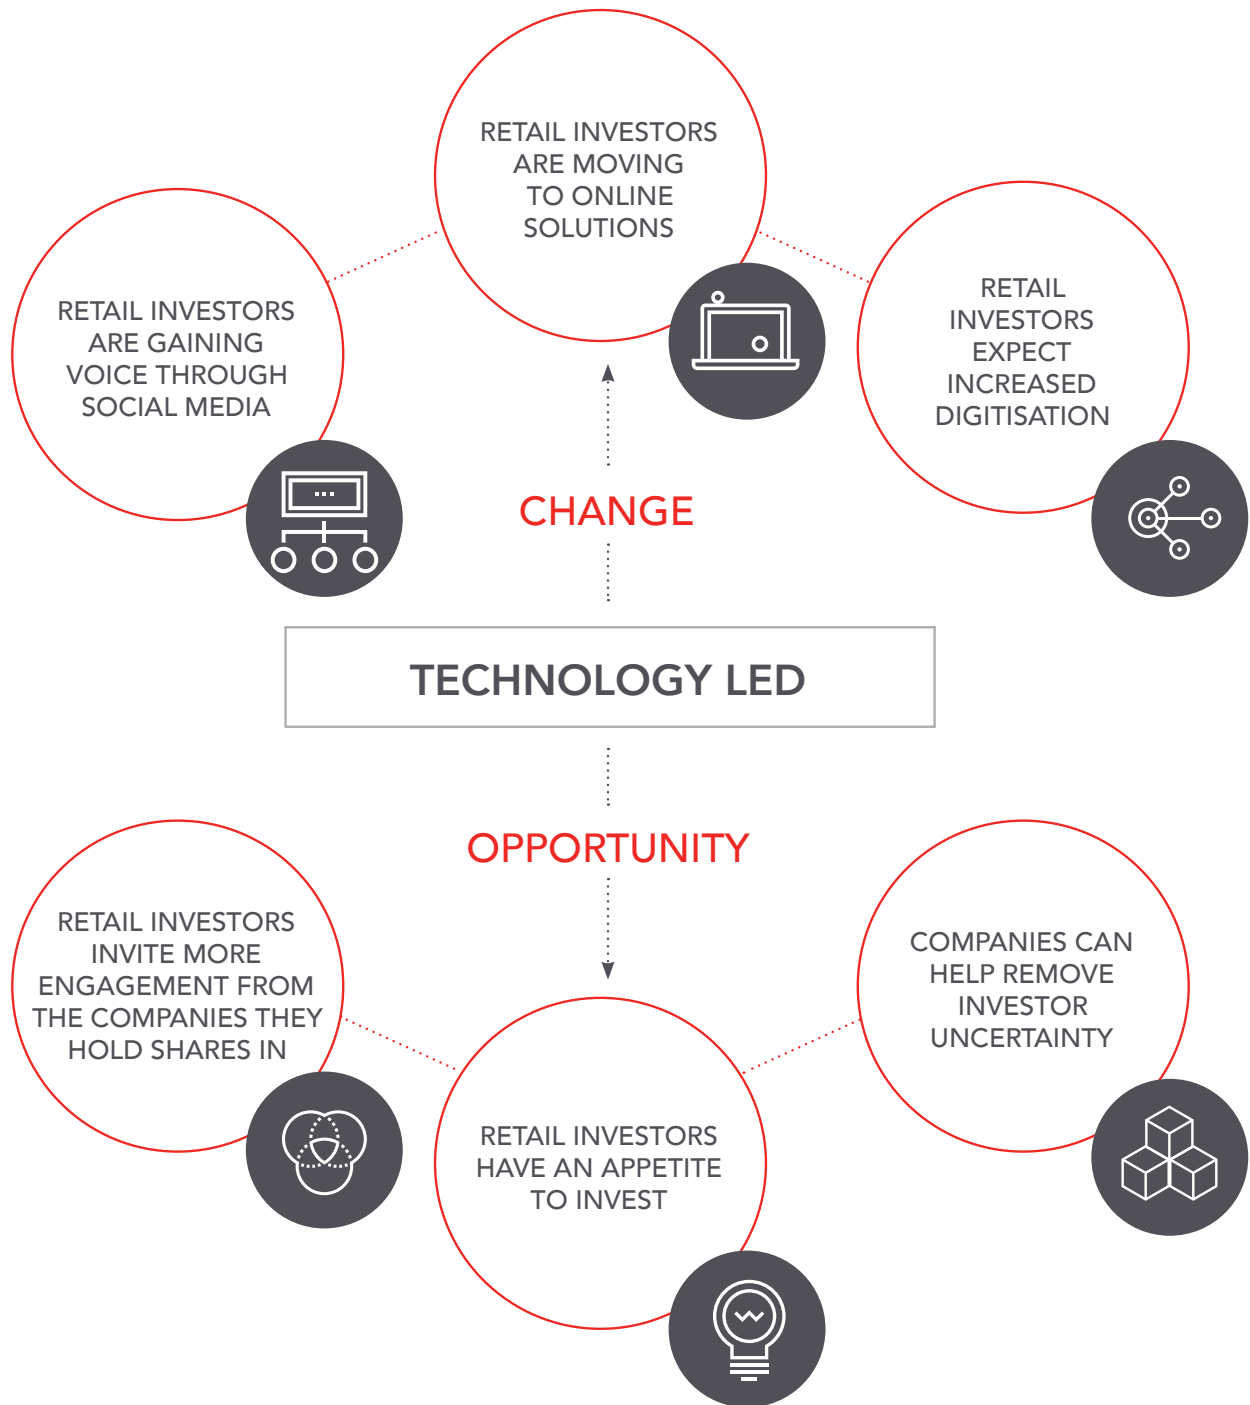 RETAIL INVESTORS
ARE MOVING
TO ONLINE
SOLUTIONS
RETAIL INVESTORS
ARE GAINING
VOICE THROUGH
SOCIAL MEDIA
RETAIL
INVESTORS
EXPECT
INCREASED
DIGITISATION
CHANGE
TECHNOLOGY LED
OPPORTUNITY
RETAIL INVESTORS
INVITE MORE
ENGAGEMENT FROM
THE COMPANIES THEY
HOLD SHARES IN
COMPANIES CAN
HELP REMOVE
INVESTOR
UNCERTAINTY
RETAIL INVESTORS
HAVE AN APPETITE
TO INVEST